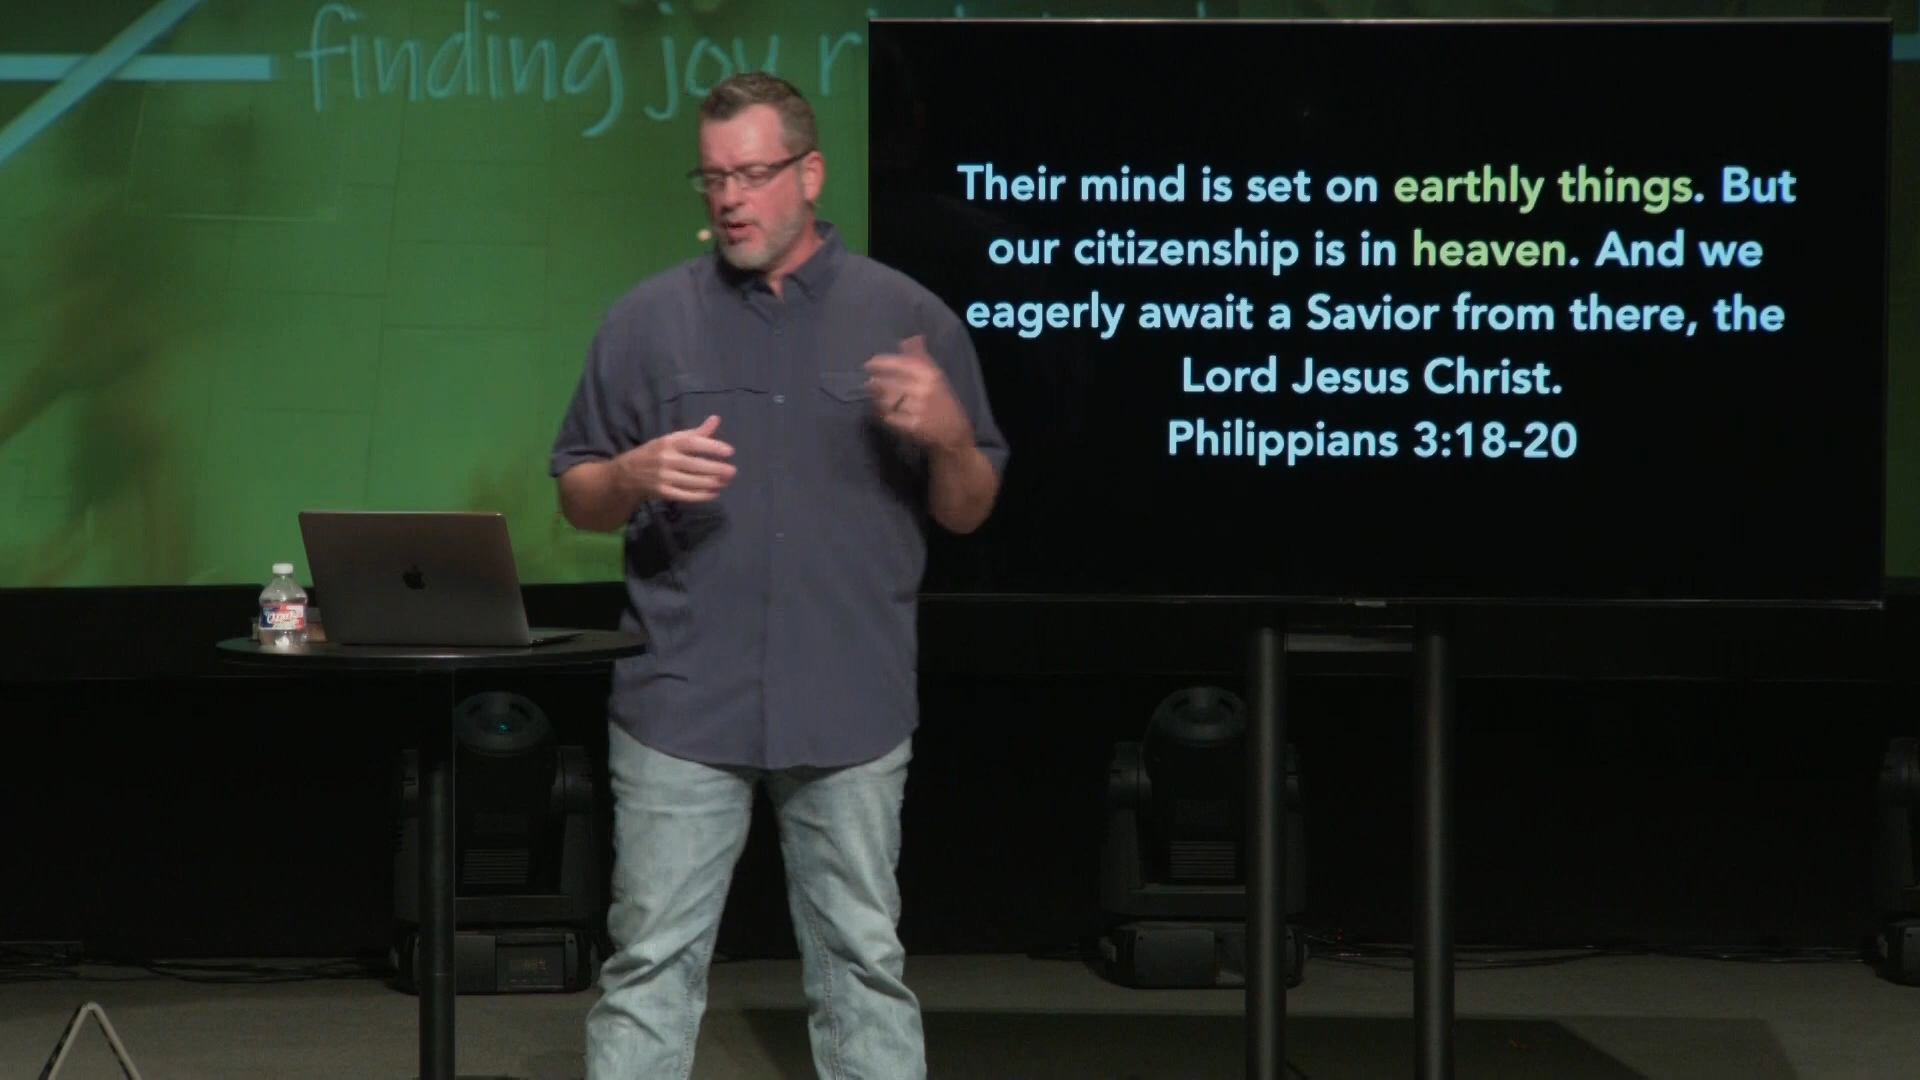 finding joy r
Their mind is set on earthly things. But
our citizenship is in heaven. And we
eagerly await a Savior from there, the
Lord Jesus Christ.
Philippians 3:18-20